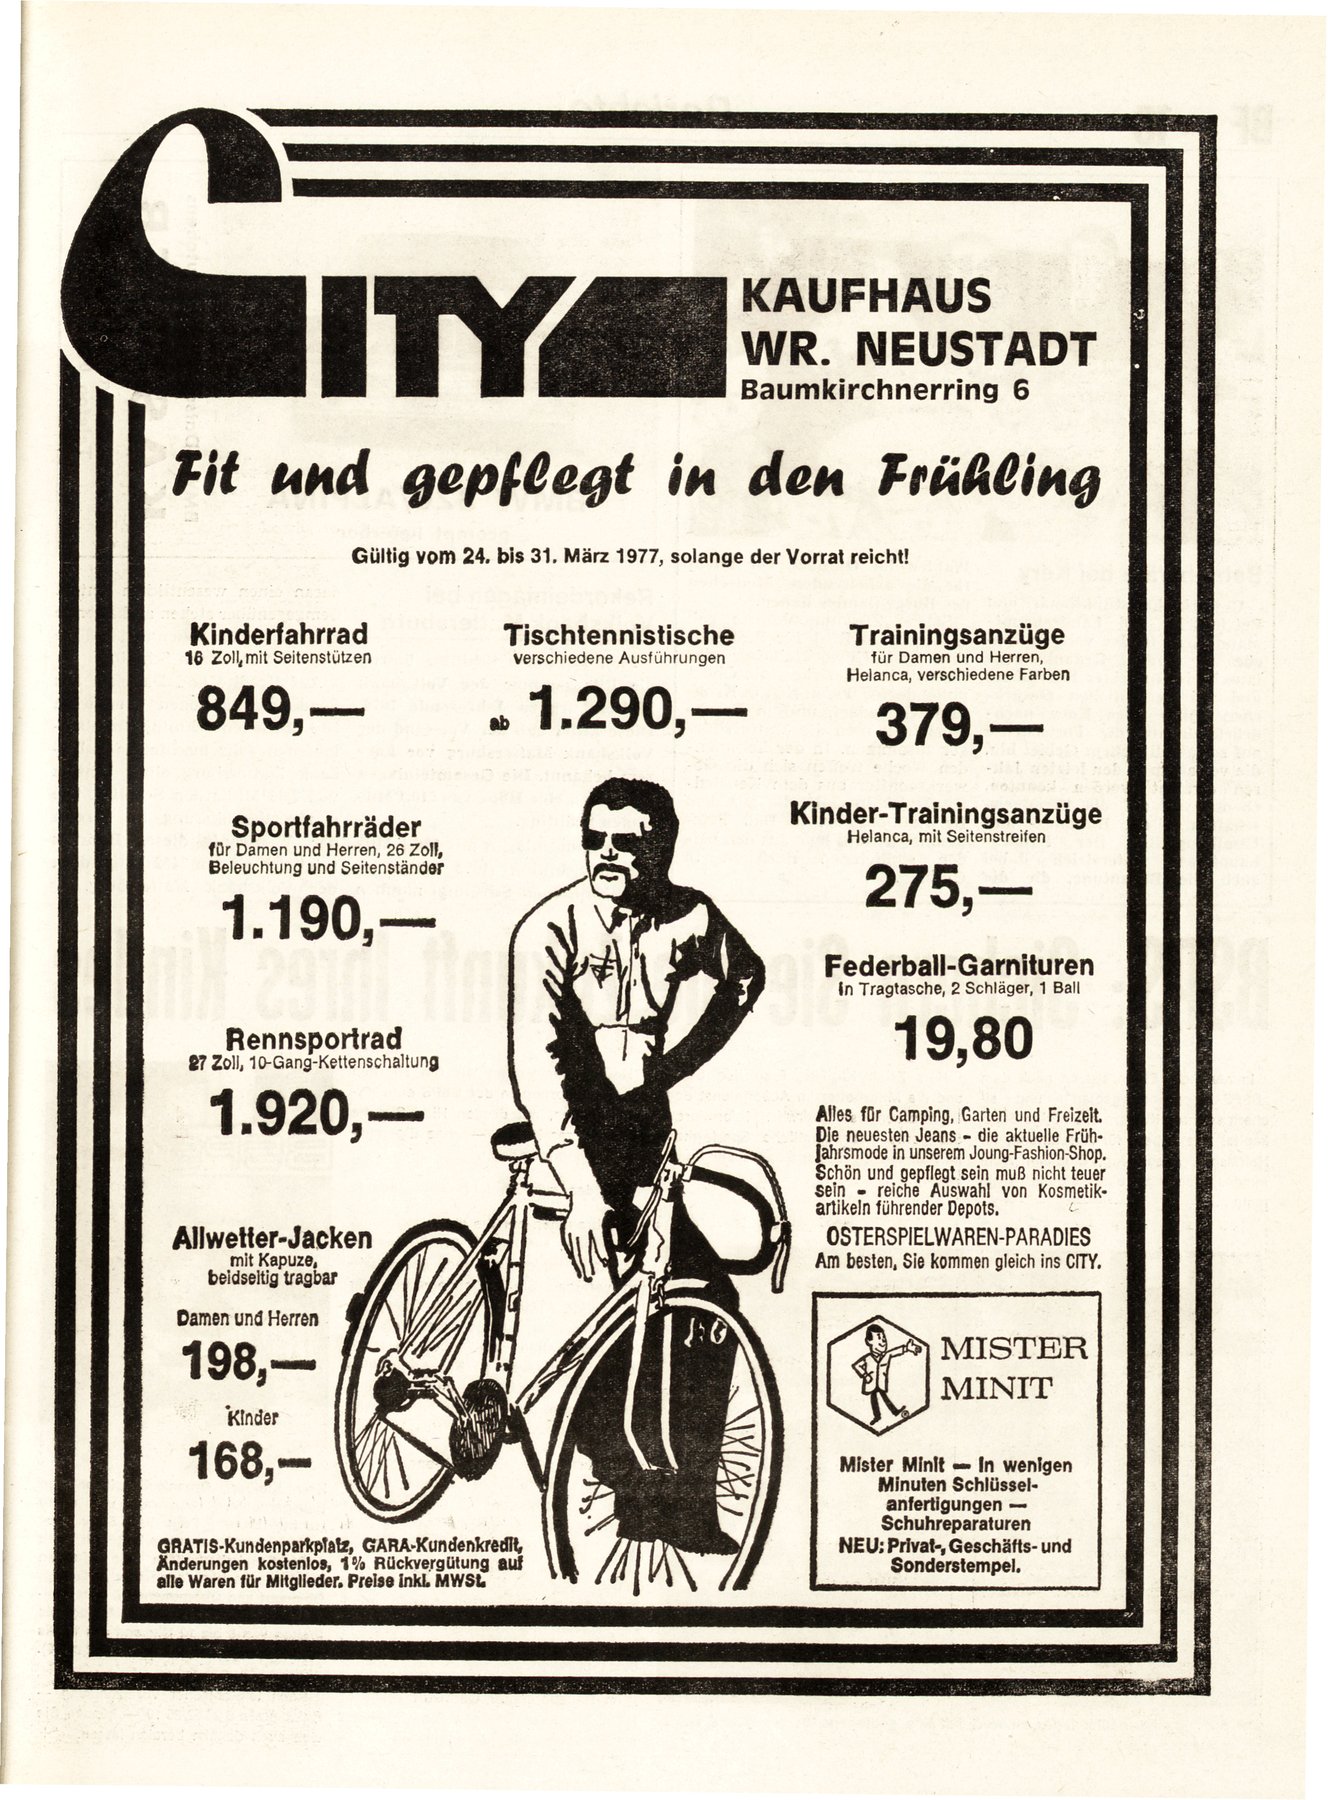 CITY
KAUFHAUS
WR. NEUSTADT
Baumkirchnerring 6
Fit und gepflegt in den Frühling
Gültig vom 24. bis 31. März 1977, solange der Vorrat reicht!
Kinderfahrrad
16 Zoll, mit Seitenstützen
849,—
Tischtennistische
verschiedene Ausführungen
ab 1.290,—
Trainingsanzüge
für Damen und Herren,
Helanca, verschiedene Farben
379,—
Sportfahrräder
für Damen und Herren, 26 Zoll,
Beleuchtung und Seitenständer
1.190,—
Kinder-Trainingsanzüge
Helanca, mit Seitenstreifen
275,—
Federball-Garnituren
in Tragtasche, 2 Schläger, 1 Ball
19,80
Rennsportrad
27 Zoll, 10-Gang-Kettenschaltung
1.920,—
Alles für Camping, Garten und Freizeit.
Die neuesten Jeans – die aktuelle Früh-
jahrsmode in unserem Joung-Fashion-Shop.
Schön und gepflegt sein muß nicht teuer
sein – reiche Auswahl von Kosmetik-
artikeln führender Depots.
OSTERSPIELWAREN-PARADIES
Am besten, Sie kommen gleich ins CITY.
Allwetter-Jacken
mit Kapuze,
beidseitig tragbar
Damen und Herren
198,—
Kinder
168,—
GRATIS-Kundenparkplatz, GARA-Kundenkredit,
Änderungen kostenlos, 1% Rückvergütung auf
alle Waren für Mitglieder. Preise inkl. MWSt.
MISTER
MINIT
Mister Minit — In wenigen
Minuten Schlüssel-
anfertigungen —
Schuhreparaturen
NEU: Privat-, Geschäfts- und
Sonderstempel.